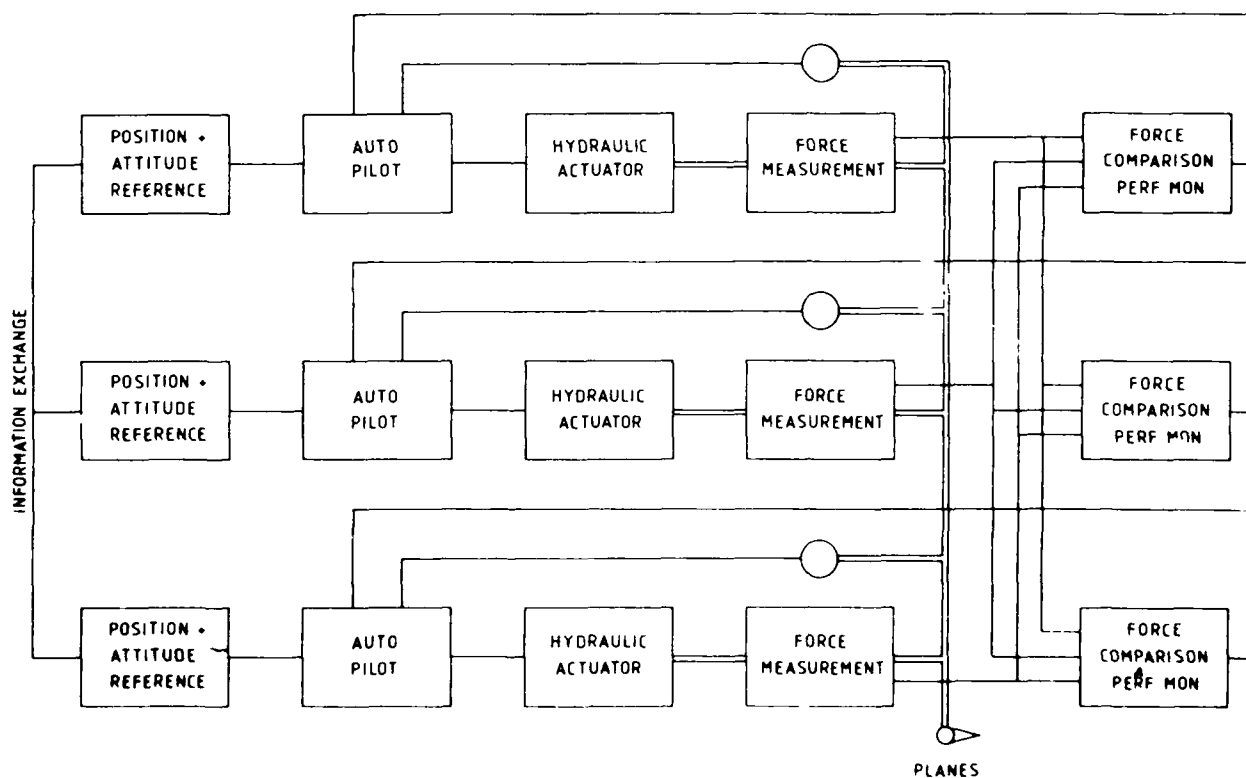 POSITION +
ATTITUDE
REFERENCE
AUTO
PILOT
HYDRAULIC
ACTUATOR
FORCE
MEASUREMENT
FORCE
COMPARISON
PERF MON
INFORMATION EXCHANGE
POSITION +
ATTITUDE
REFERENCE
AUTO
PILOT
HYDRAULIC
ACTUATOR
FORCE
MEASUREMENT
FORCE
COMPARISON
PERF MON
POSITION +
ATTITUDE
REFERENCE
AUTO
PILOT
HYDRAULIC
ACTUATOR
FORCE
MEASUREMENT
FORCE
COMPARISON
PERF MON
PLANES